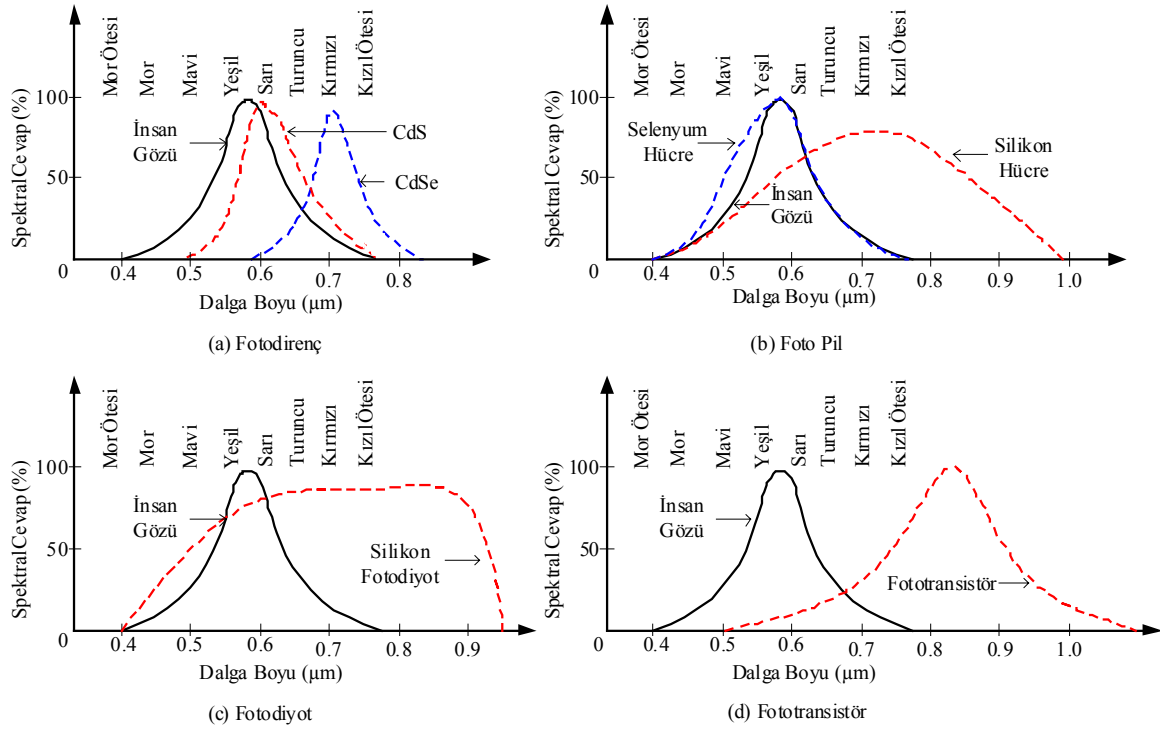 Mor Ötesi
Mor
Mavi
Yeşil
Sarı
Turuncu
Kırmızı
Kızıl Ötesi
Spektral Cevap (%)
100
50
0
İnsan
Gözü
CdS
CdSe
0.4
0.5
0.6
0.7
0.8
Dalga Boyu (µm)
(a) Fotodirenç
Mor Ötesi
Mor
Mavi
Yeşil
Sarı
Turuncu
Kırmızı
Kızıl Ötesi
Spektral Cevap (%)
100
50
0
Selenyum
Hücre
Silikon
Hücre
İnsan
Gözü
0.4
0.5
0.6
0.7
0.8
0.9
1.0
Dalga Boyu (µm)
(b) Foto Pil
Mor Ötesi
Mor
Mavi
Yeşil
Sarı
Turuncu
Kırmızı
Kızıl Ötesi
Spektral Cevap (%)
100
50
0
İnsan
Gözü
Silikon
Fotodiyot
0.4
0.5
0.6
0.7
0.8
0.9
Dalga Boyu (µm)
(c) Fotodiyot
Mor Ötesi
Mor
Mavi
Yeşil
Sarı
Turuncu
Kırmızı
Kızıl Ötesi
Spektral Cevap (%)
100
50
0
İnsan
Gözü
Fototransistör
0.4
0.5
0.6
0.7
0.8
0.9
1.0
Dalga Boyu (µm)
(d) Fototransistör